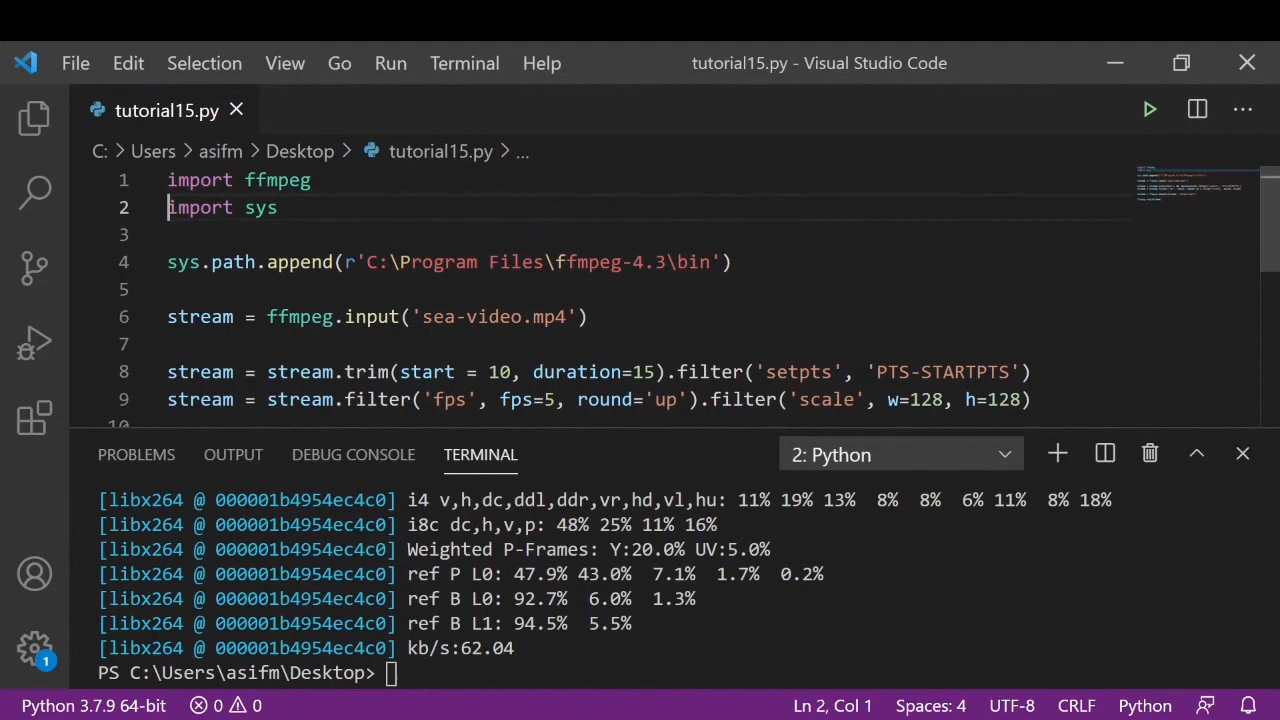 File Edit Selection View Go Run Terminal Help tutorial15.py - Visual Studio Code
tutorial15.py
C: > Users > asifm > Desktop > tutorial15.py > ...
1 import ffmpeg
2 import sys
3
4 sys.path.append(r'C:\Program Files\ffmpeg-4.3\bin')
5
6 stream = ffmpeg.input('sea-video.mp4')
7
8 stream = stream.trim(start = 10, duration=15).filter('setpts', 'PTS-STARTPTS')
9 stream = stream.filter('fps', fps=5, round='up').filter('scale', w=128, h=128)
10
PROBLEMS OUTPUT DEBUG CONSOLE TERMINAL 2: Python
[libx264 @ 000001b4954ec4c0] i4 v,h,dc,ddl,ddr,vr,hd,vl,hu: 11% 19% 13% 8% 8% 6% 11% 8% 18%
[libx264 @ 000001b4954ec4c0] i8c dc,h,v,p: 48% 25% 11% 16%
[libx264 @ 000001b4954ec4c0] Weighted P-Frames: Y:20.0% UV:5.0%
[libx264 @ 000001b4954ec4c0] ref P L0: 47.9% 43.0% 7.1% 1.7% 0.2%
[libx264 @ 000001b4954ec4c0] ref B L0: 92.7% 6.0% 1.3%
[libx264 @ 000001b4954ec4c0] ref B L1: 94.5% 5.5%
[libx264 @ 000001b4954ec4c0] kb/s:62.04
PS C:\Users\asifm\Desktop>
1
Python 3.7.9 64-bit 0 0 Ln 2, Col 1 Spaces: 4 UTF-8 CRLF Python